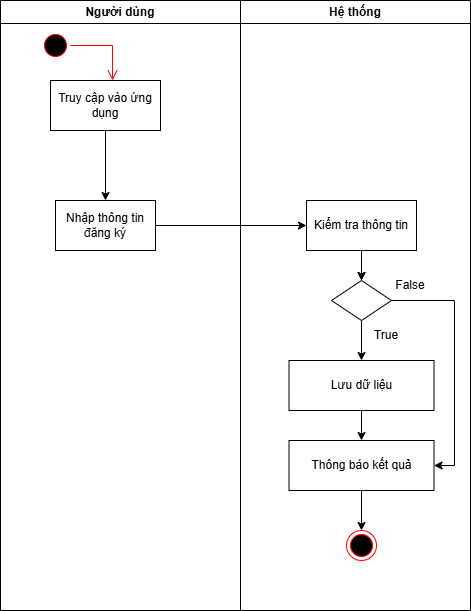 Người dùng
Hệ thống
Truy cập vào ứng
dụng
Nhập thông tin
đăng ký
Kiểm tra thông tin
False
True
Lưu dữ liệu
Thông báo kết quả